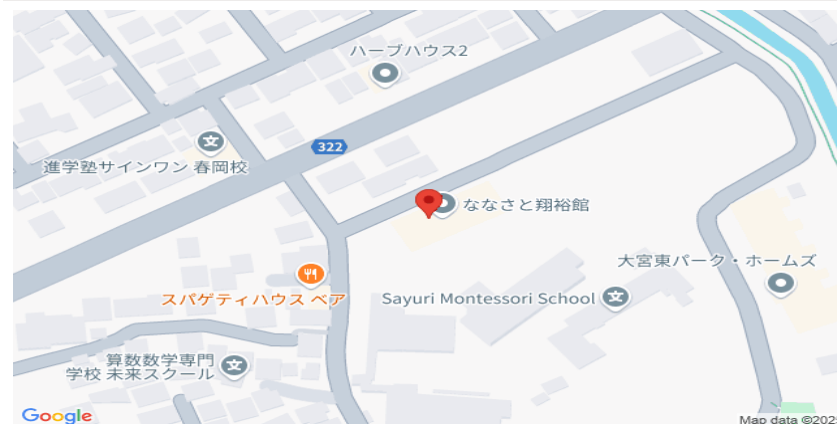 ハーブハウス2
322
進学塾サインワン 春岡校
ななさと翔裕館
大宮東パーク・ホームズ
スパゲティハウス ベア
Sayuri Montessori School
算数数学専門
学校 未来スクール
Google
Map data ©2025